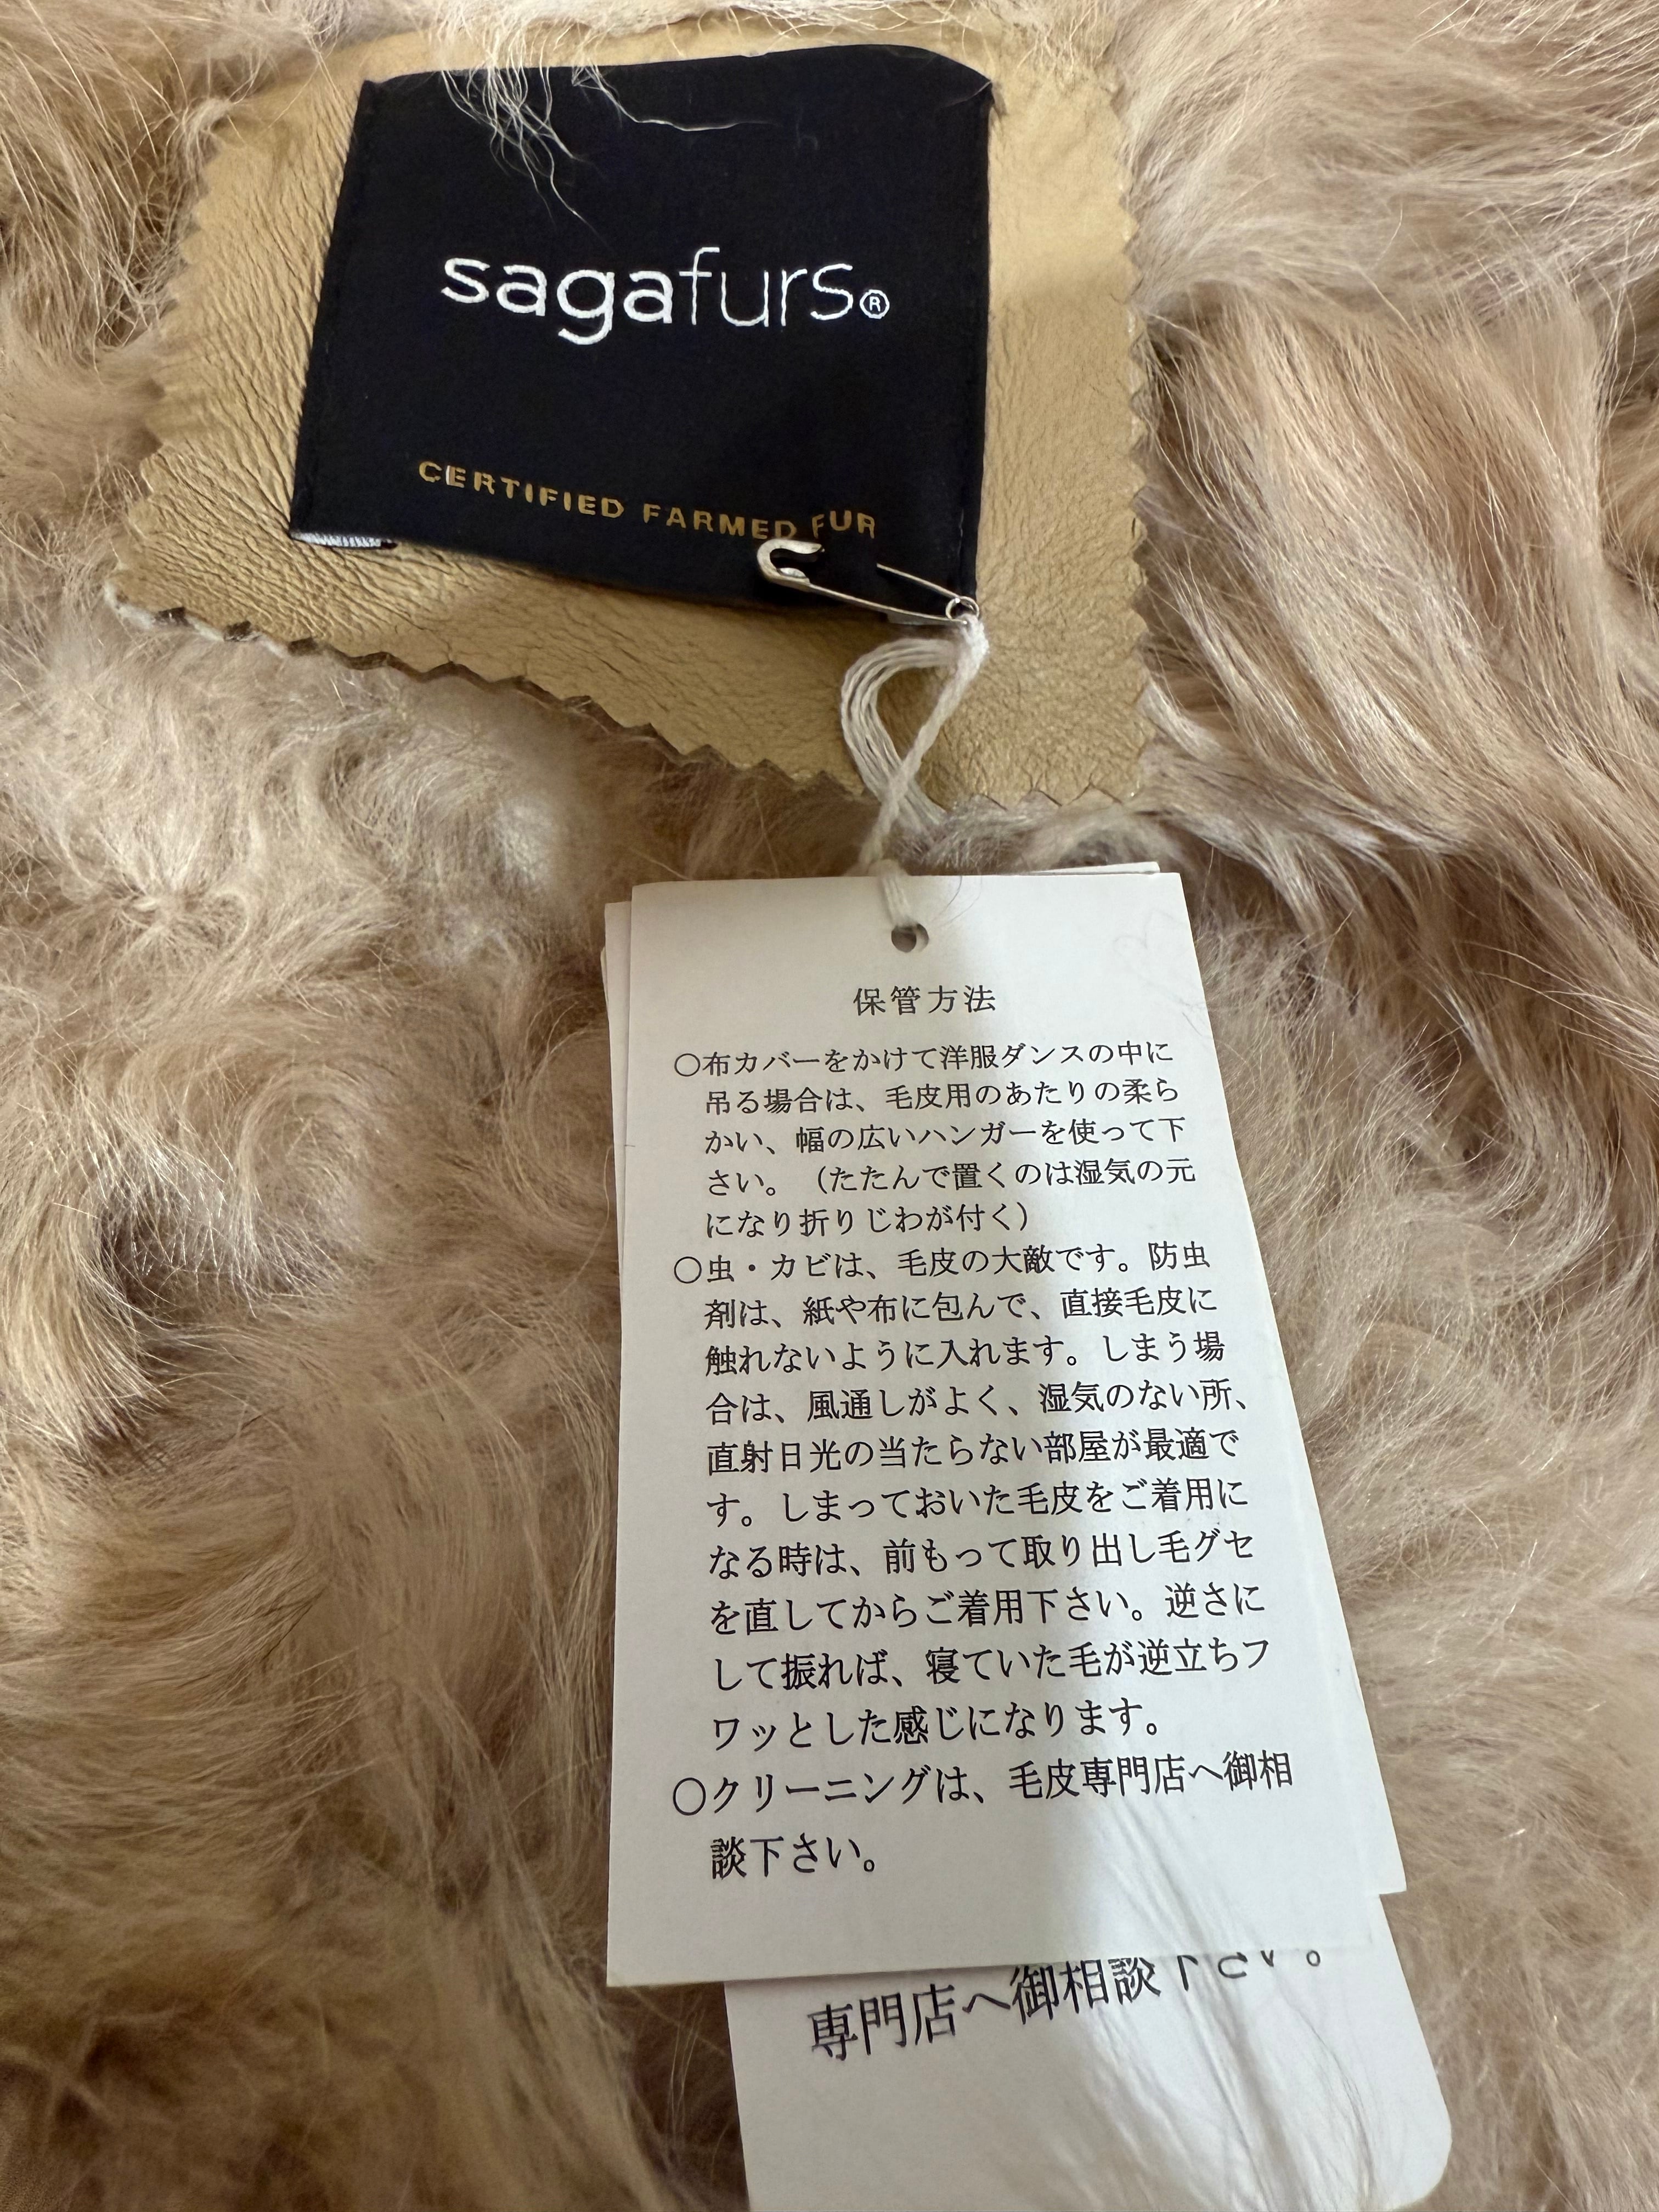 sagafurs®
CERTIFIED FARMED FUR
保管方法
〇布カバーをかけて洋服ダンスの中に
吊る場合は、毛皮用のあたりの柔ら
かい、幅の広いハンガーを使って下
さい。（たたんで置くのは湿気の元
になり折りじわが付く）
〇虫・カビは、毛皮の大敵です。防虫
剤は、紙や布に包んで、直接毛皮に
触れないように入れます。しまう場
合は、風通しがよく、湿気のない所、
直射日光の当たらない部屋が最適で
す。しまっておいた毛皮をご着用に
なる時は、前もって取り出し毛グセ
を直してからご着用下さい。逆さに
して振れば、寝ていた毛が逆立ちフ
ワッとした感じになります。
〇クリーニングは、毛皮専門店へ御相
談下さい。
専門店へ御相談下さい。